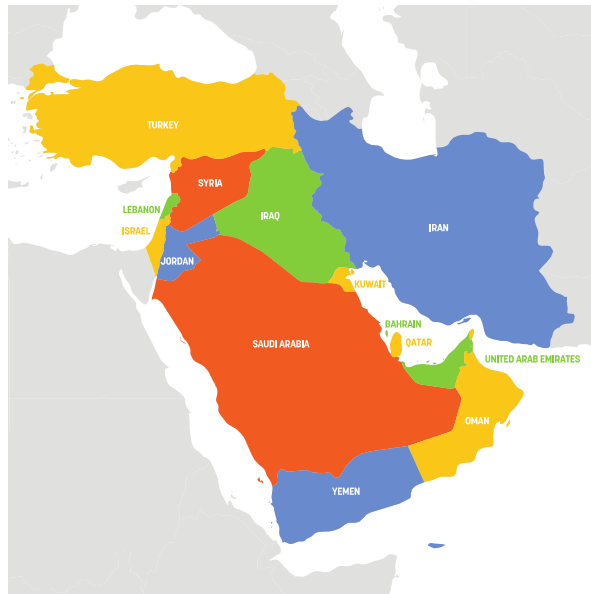 TURKEY
SYRIA
LEBANON
IRAQ
ISRAEL
IRAN
JORDAN
KUWAIT
BAHRAIN
SAUDI ARABIA
QATAR
UNITED ARAB EMIRATES
OMAN
YEMEN